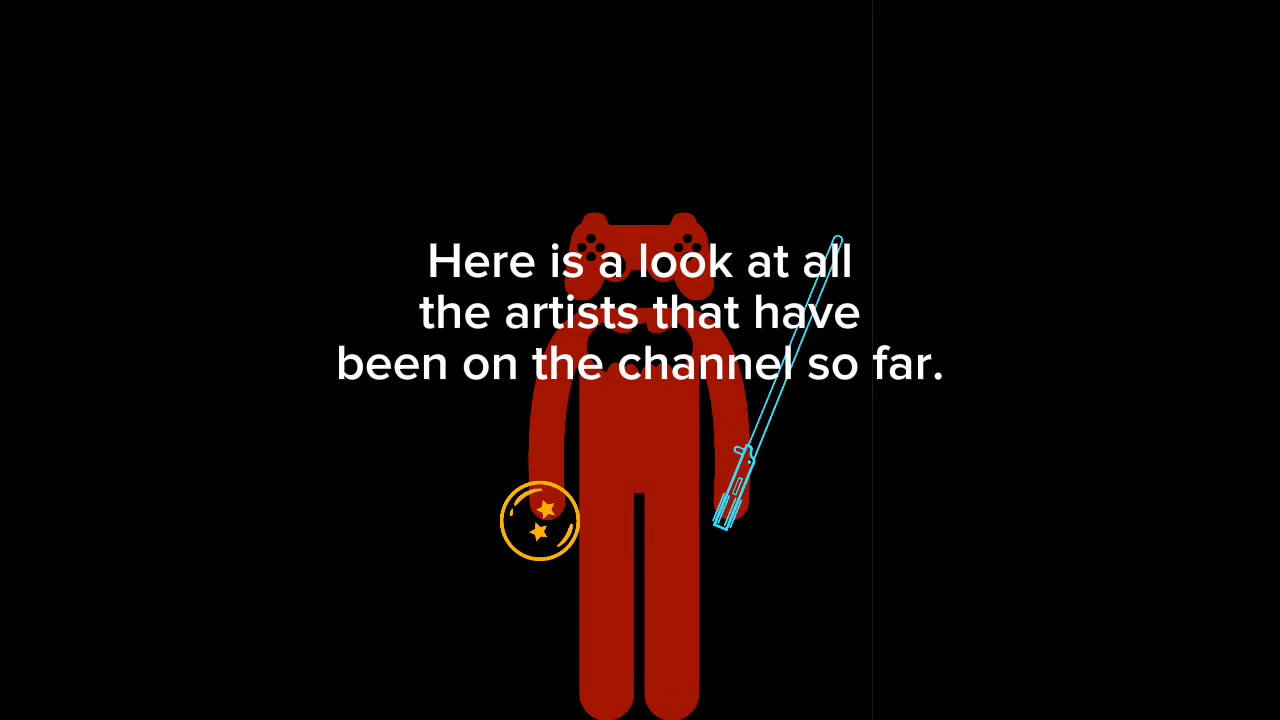 Here is a look at all
the artists that have
been on the channel so far.